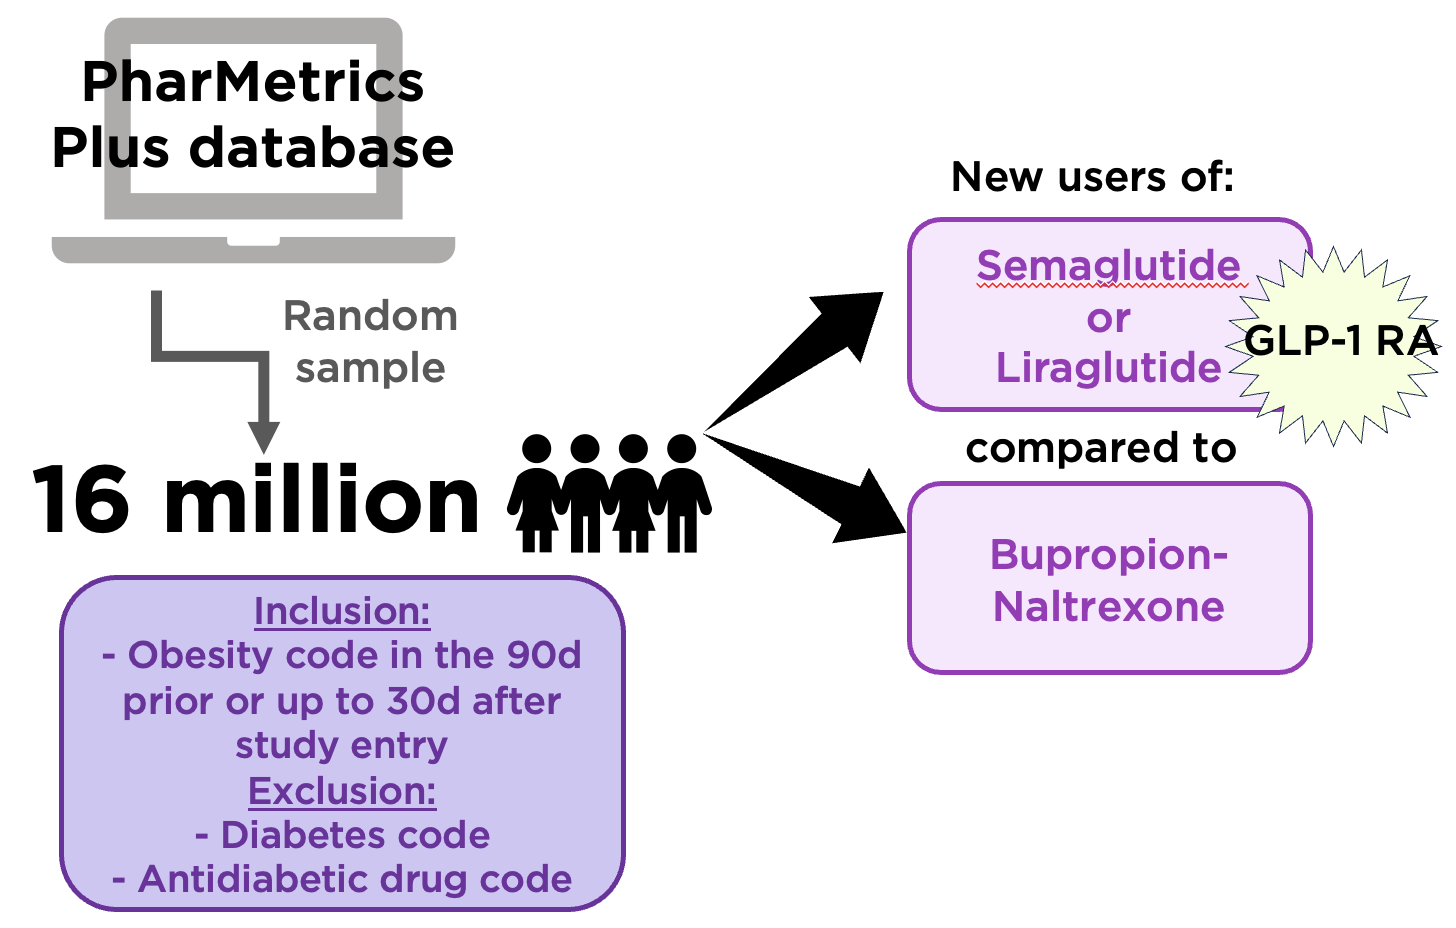 PharMetrics
Plus database
Random
sample
16 million
Inclusion:
- Obesity code in the 90d
prior or up to 30d after
study entry
Exclusion:
- Diabetes code
- Antidiabetic drug code
New users of:
Semaglutide
or
Liraglutide
GLP-1 RA
compared to
Bupropion-
Naltrexone